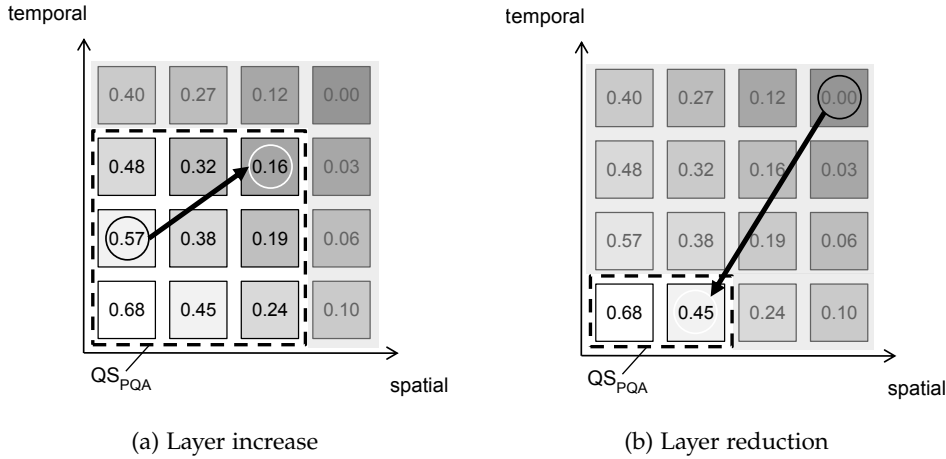 temporal
0.40 0.27 0.12 0.00
0.48 0.32 0.16 0.03
0.57 0.38 0.19 0.06
0.68 0.45 0.24 0.10
QSPQA
spatial
(a) Layer increase
temporal
0.40 0.27 0.12 0.00
0.48 0.32 0.16 0.03
0.57 0.38 0.19 0.06
0.68 0.45 0.24 0.10
QSPQA
spatial
(b) Layer reduction